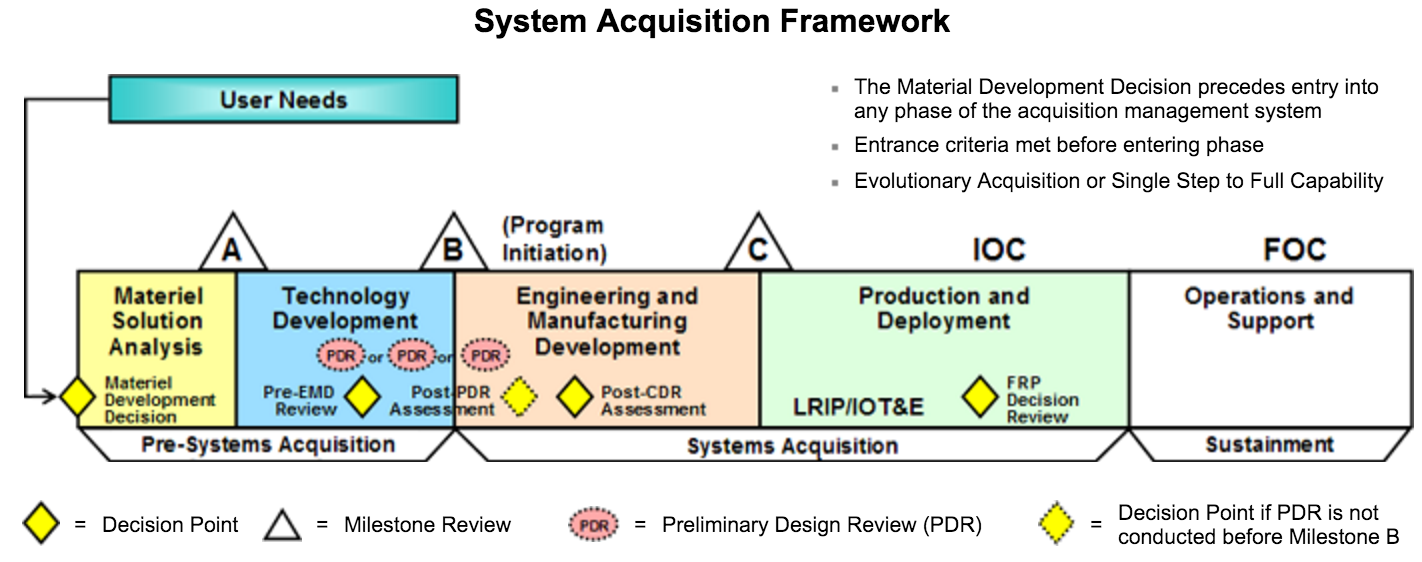 System Acquisition Framework
User Needs
The Material Development Decision precedes entry into
any phase of the acquisition management system
Entrance criteria met before entering phase
Evolutionary Acquisition or Single Step to Full Capability
A
B
(Program
Initiation)
C
IOC
FOC
Materiel
Solution
Analysis
Materiel
Development
Decision
Technology
Development
PDR or PDR or PDR
Pre-EMD
Review
Post-PDR
Assessment
Engineering and
Manufacturing
Development
Post-CDR
Assessment
Production and
Deployment
LRIP/IOT&E
FRP
Decision
Review
Operations and
Support
Pre-Systems Acquisition
Systems Acquisition
Sustainment
= Decision Point
= Milestone Review
PDR = Preliminary Design Review (PDR)
= Decision Point if PDR is not
conducted before Milestone B